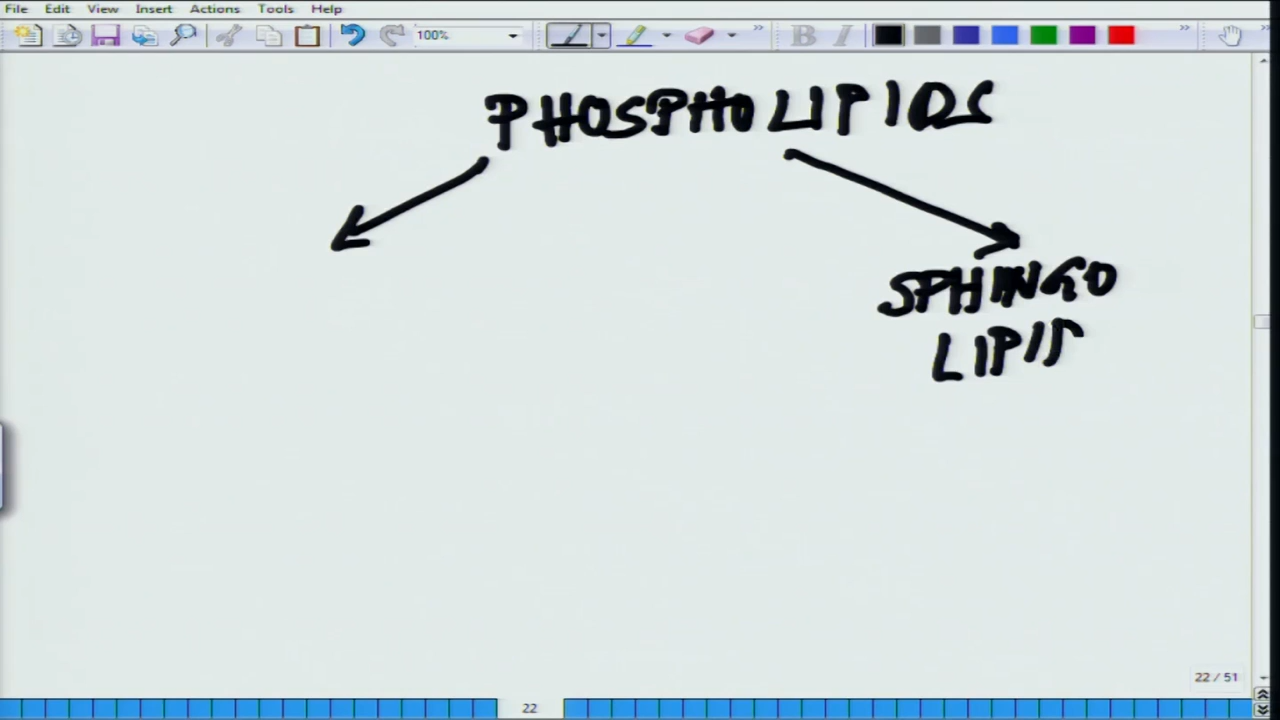 File Edit View Insert Actions Tools Help
100%
PHOSPHOLIPIDS
SPHINGO
LIPID
22 / 51
22